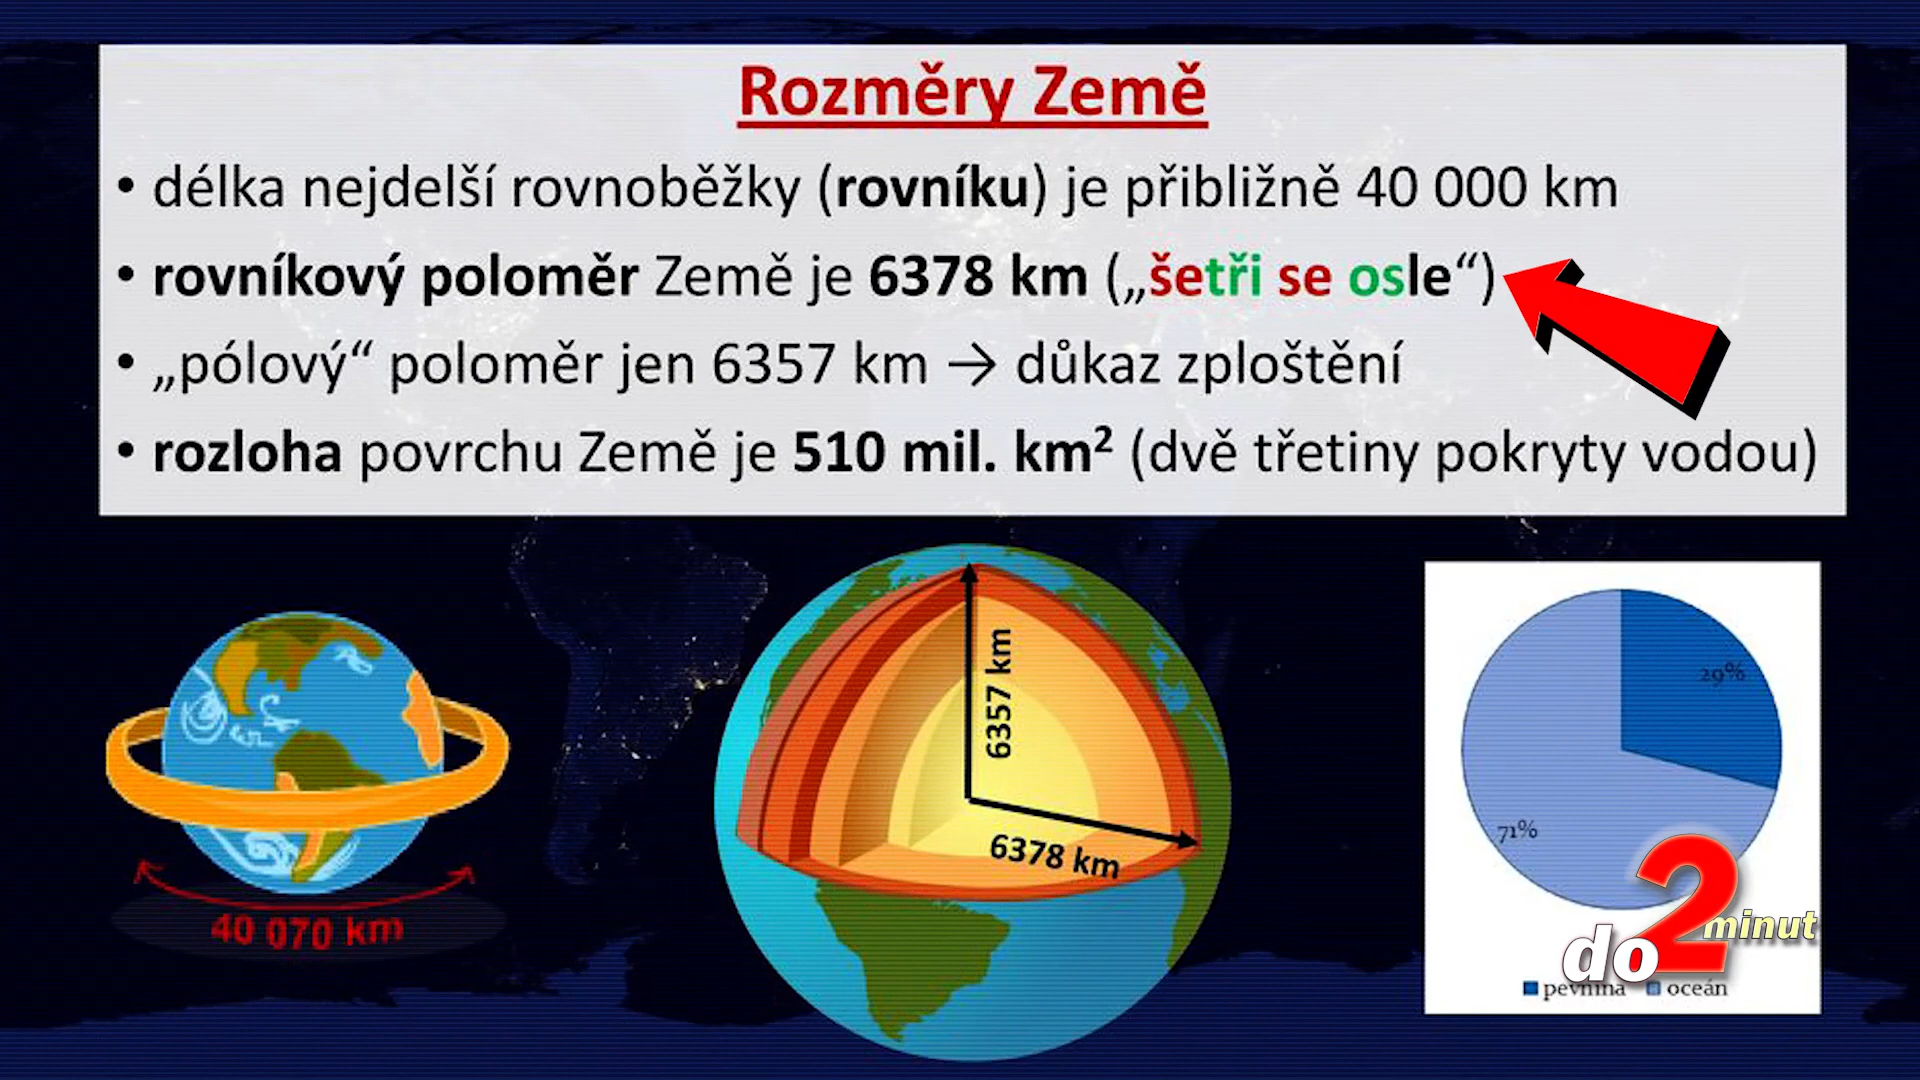 Rozměry Země
• délka nejdelší rovnoběžky (rovníku) je přibližně 40 000 km
• rovníkový poloměr Země je 6378 km („šetři se osle“)
• „pólový“ poloměr jen 6357 km → důkaz zploštění
• rozloha povrchu Země je 510 mil. km² (dvě třetiny pokryty vodou)
40 070 km
6357 km
6378 km
29%
71%
do 2 minut
pevnina oceán